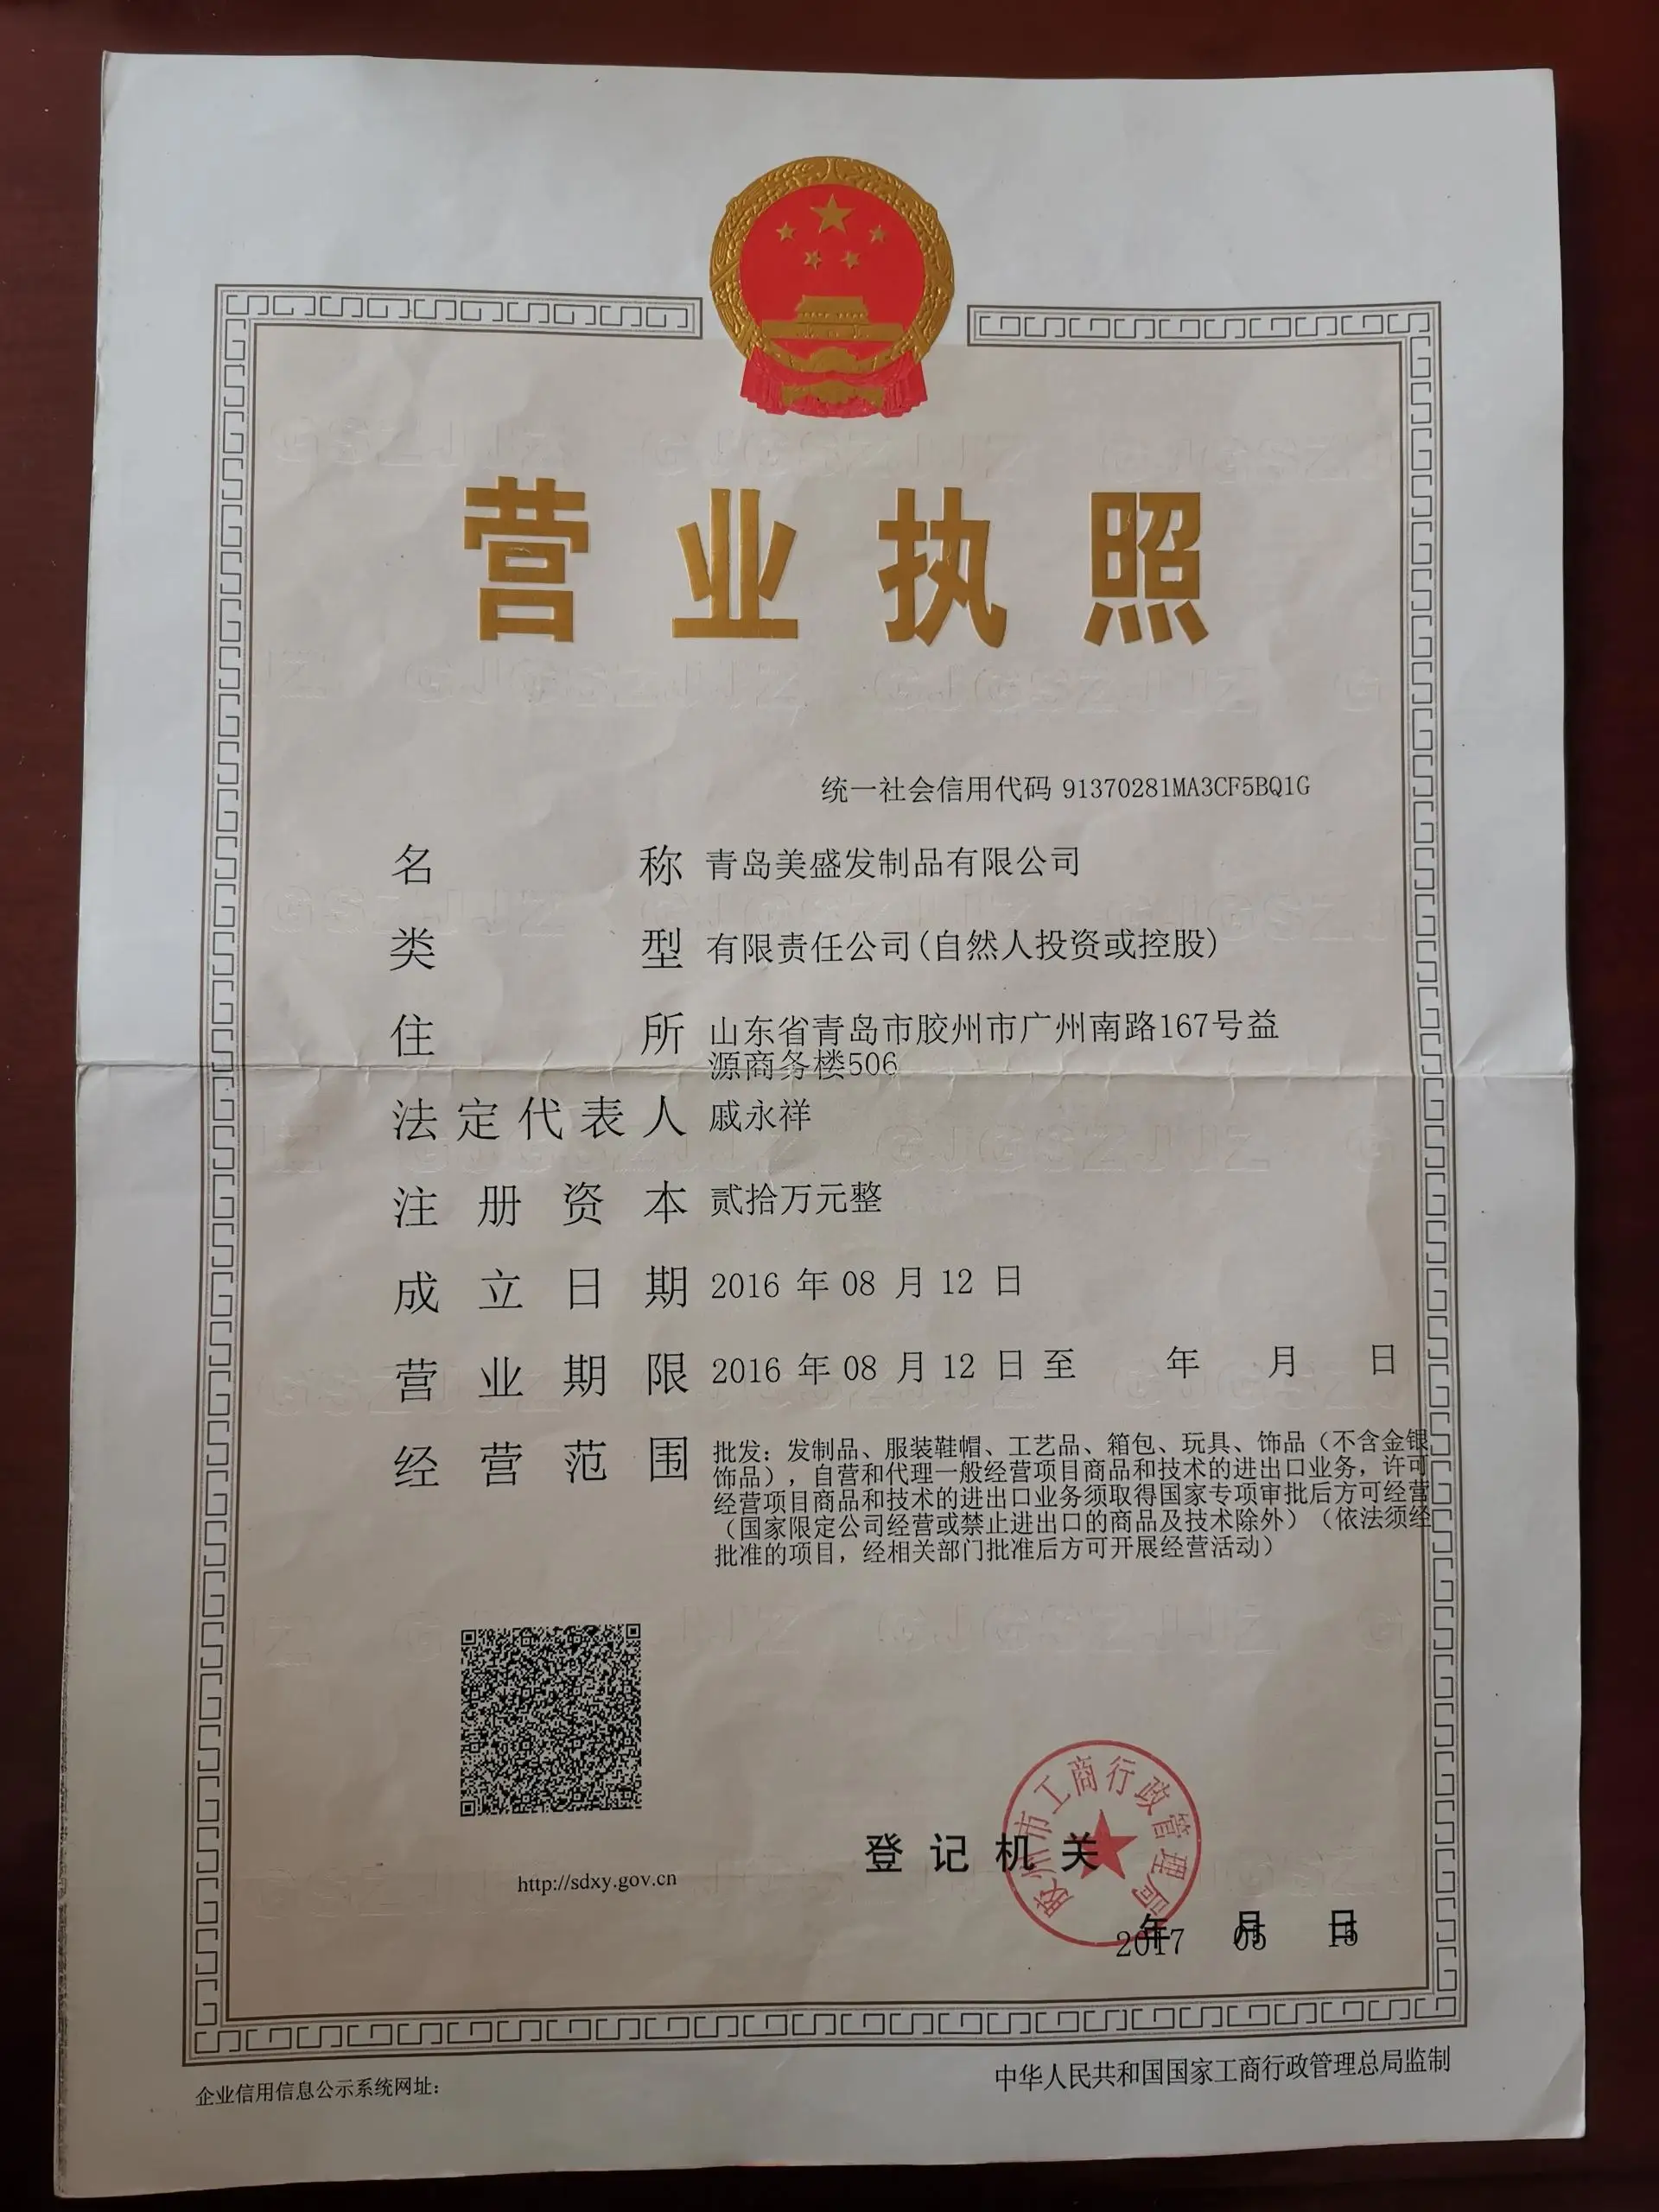 营业执照
统一社会信用代码 91370281MA3CF5BQ1G
名称 青岛美盛发制品有限公司
类型 有限责任公司(自然人投资或控股)
住所 山东省青岛市胶州市广州南路167号益
源商务楼506
法定代表人 戚永祥
注册资本 贰拾万元整
成立日期 2016 年 08 月 12 日
营业期限 2016 年 08 月 12 日 至 年 月 日
经营范围 批发：发制品、服装鞋帽、工艺品、箱包、玩具、饰品（不含金银
饰品），自营和代理一般经营项目商品和技术的进出口业务，许可
经营项目商品和技术的进出口业务须取得国家专项审批后方可经营
（国家限定公司经营或禁止进出口的商品及技术除外）（依法须经
批准的项目，经相关部门批准后方可开展经营活动）
http://sdxy.gov.cn
登记机关
胶州市工商行政管理局
2017 年 05 月 15 日
企业信用信息公示系统网址：
中华人民共和国国家工商行政管理总局监制